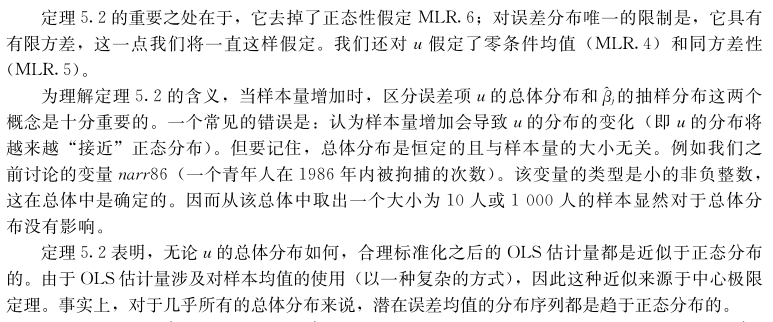 定理 5.2 的重要之处在于，它去掉了正态性假定 MLR.6；对误差分布唯一的限制是，它具有
有限方差，这一点我们将一直这样假定。我们还对 u 假定了零条件均值（MLR.4）和同方差性
(MLR.5)。
为理解定理 5.2 的含义，当样本量增加时，区分误差项 u 的总体分布和 β̂ⱼ 的抽样分布这两个
概念是十分重要的。一个常见的错误是：认为样本量增加会导致 u 的分布的变化（即 u 的分布将
越来越“接近”正态分布）。但要记住，总体分布是恒定的且与样本量的大小无关。例如我们之
前讨论的变量 narr86（一个青年人在 1986 年内被拘捕的次数）。该变量的类型是小的非负整数，
这在总体中是确定的。因而从该总体中取出一个大小为 10 人或 1 000 人的样本显然对于总体分
布没有影响。
定理 5.2 表明，无论 u 的总体分布如何，合理标准化之后的 OLS 估计量都是近似于正态分布
的。由于 OLS 估计量涉及对样本均值的使用（以一种复杂的方式），因此这种近似来源于中心极限
定理。事实上，对于几乎所有的总体分布来说，潜在误差均值的分布序列都是趋于正态分布的。